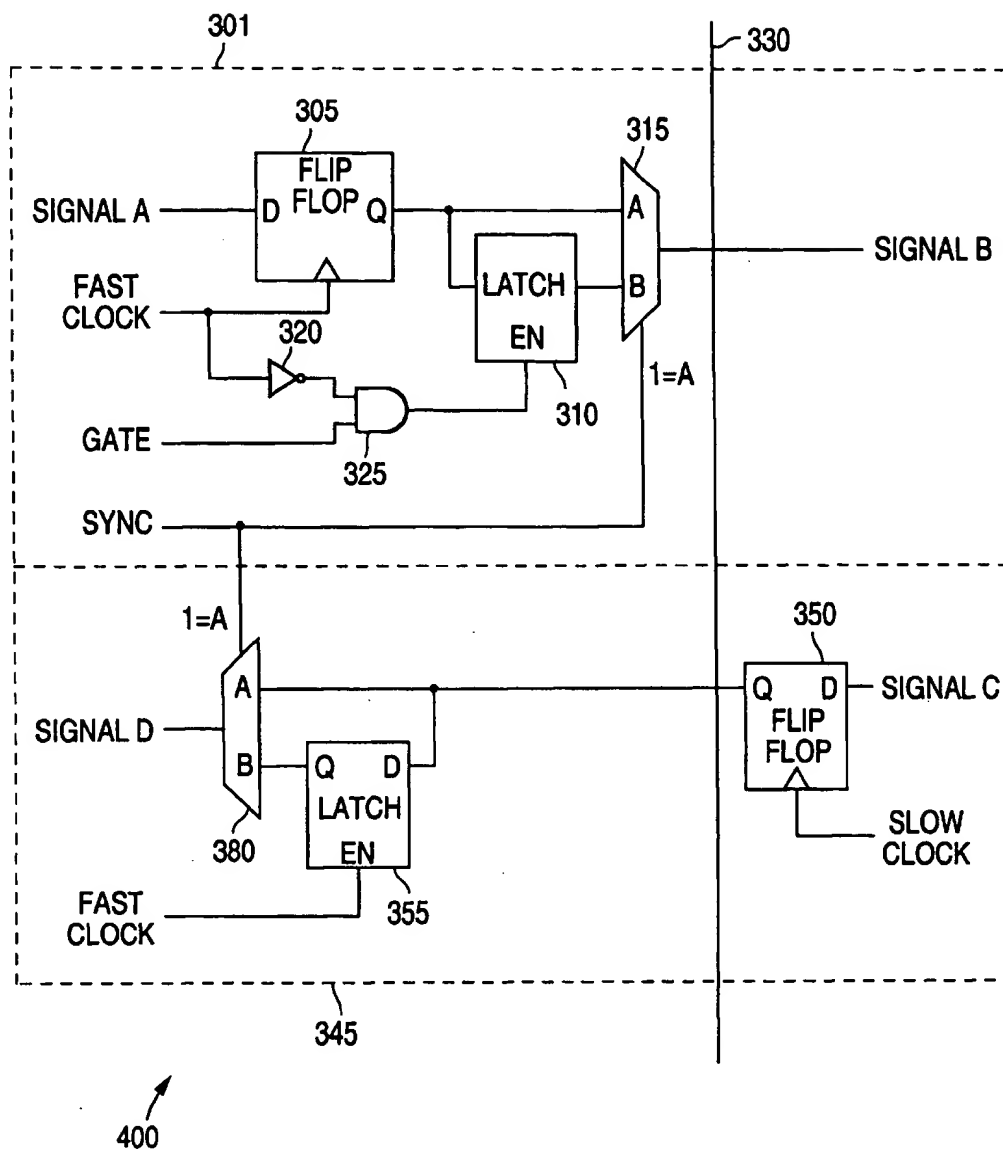 301
330
305
315
FLIP
FLOP
SIGNAL A
D
Q
A
SIGNAL B
FAST
CLOCK
LATCH
B
320
EN
1=A
310
GATE
325
SYNC
1=A
350
A
Q
D
SIGNAL C
SIGNAL D
FLIP
FLOP
B
Q
D
LATCH
380
EN
SLOW
CLOCK
355
FAST
CLOCK
345
400